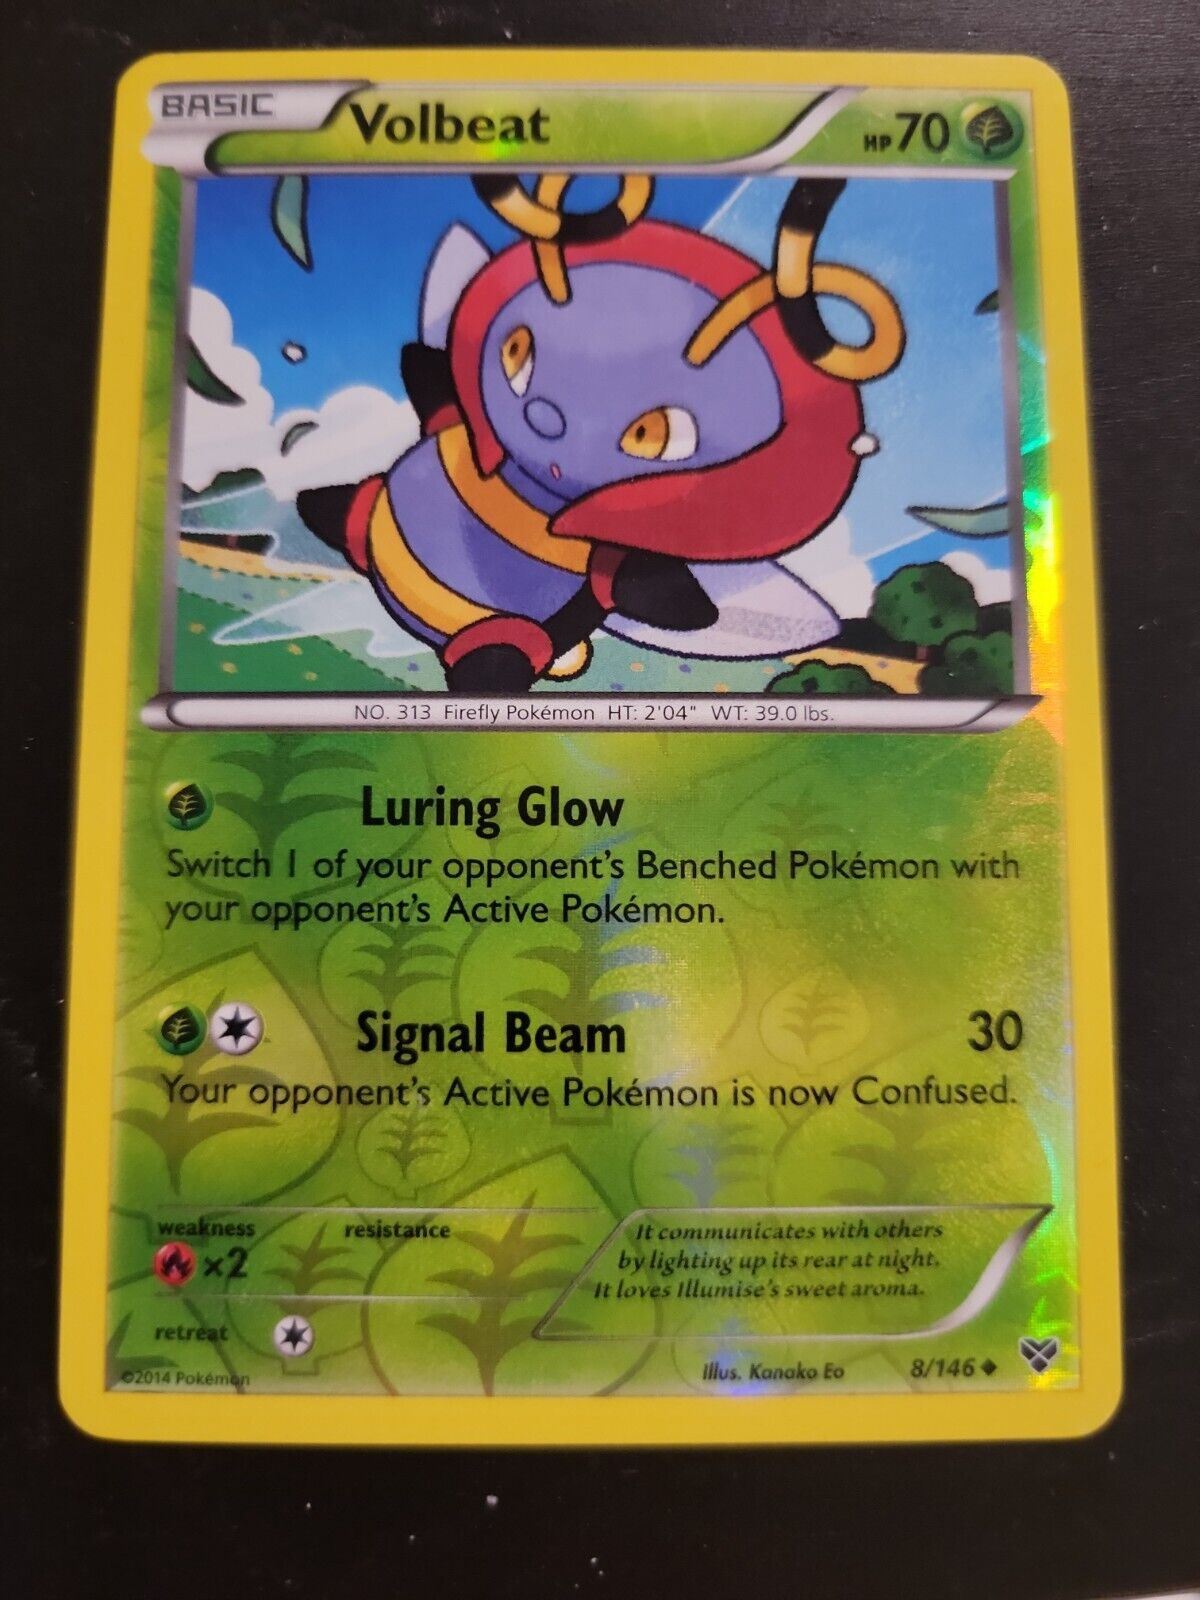 BASIC
Volbeat
HP 70
NO. 313 Firefly Pokémon HT: 2'04" WT: 39.0 lbs.
Luring Glow
Switch 1 of your opponent's Benched Pokémon with
your opponent's Active Pokémon.
Signal Beam 30
Your opponent's Active Pokémon is now Confused.
weakness resistance
×2
retreat
It communicates with others
by lighting up its rear at night.
It loves Illumise's sweet aroma.
©2014 Pokémon
Illus. Kanako Eo 8/146